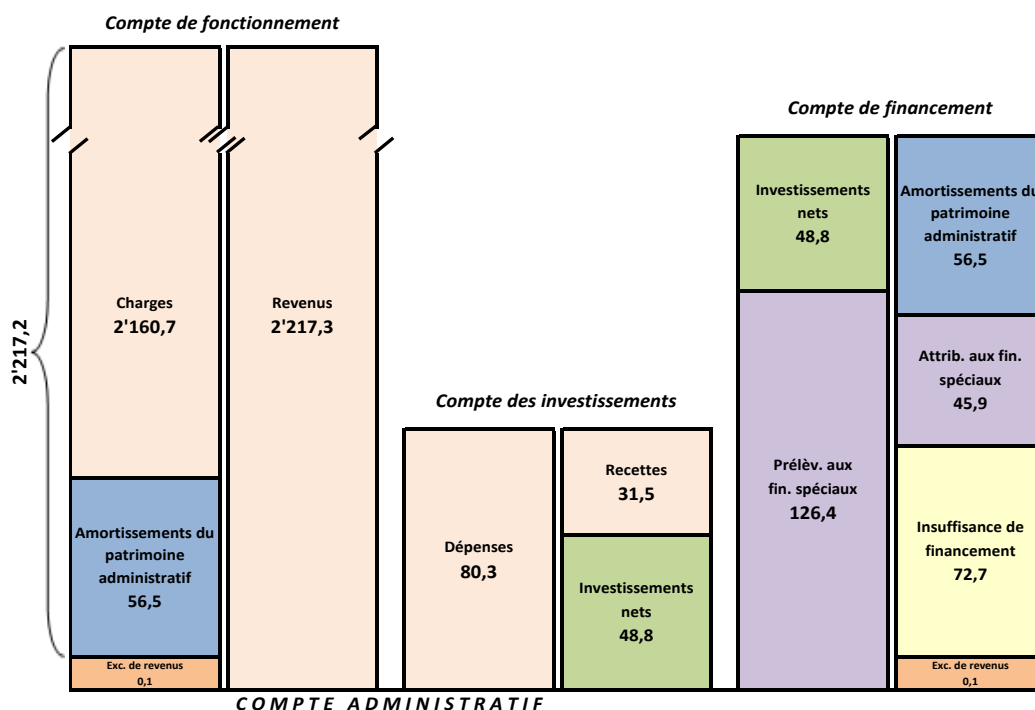 Compte de fonctionnement
2'217,2
Charges
2'160,7
Amortissements du
patrimoine
administratif
56,5
Exc. de revenus
0,1
Revenus
2'217,3
Compte des investissements
Dépenses
80,3
Recettes
31,5
Investissements
nets
48,8
Compte de financement
Investissements
nets
48,8
Prélèv. aux
fin. spéciaux
126,4
Amortissements du
patrimoine
administratif
56,5
Attrib. aux fin.
spéciaux
45,9
Insuffisance de
financement
72,7
Exc. de revenus
0,1
COMPTE ADMINISTRATIF